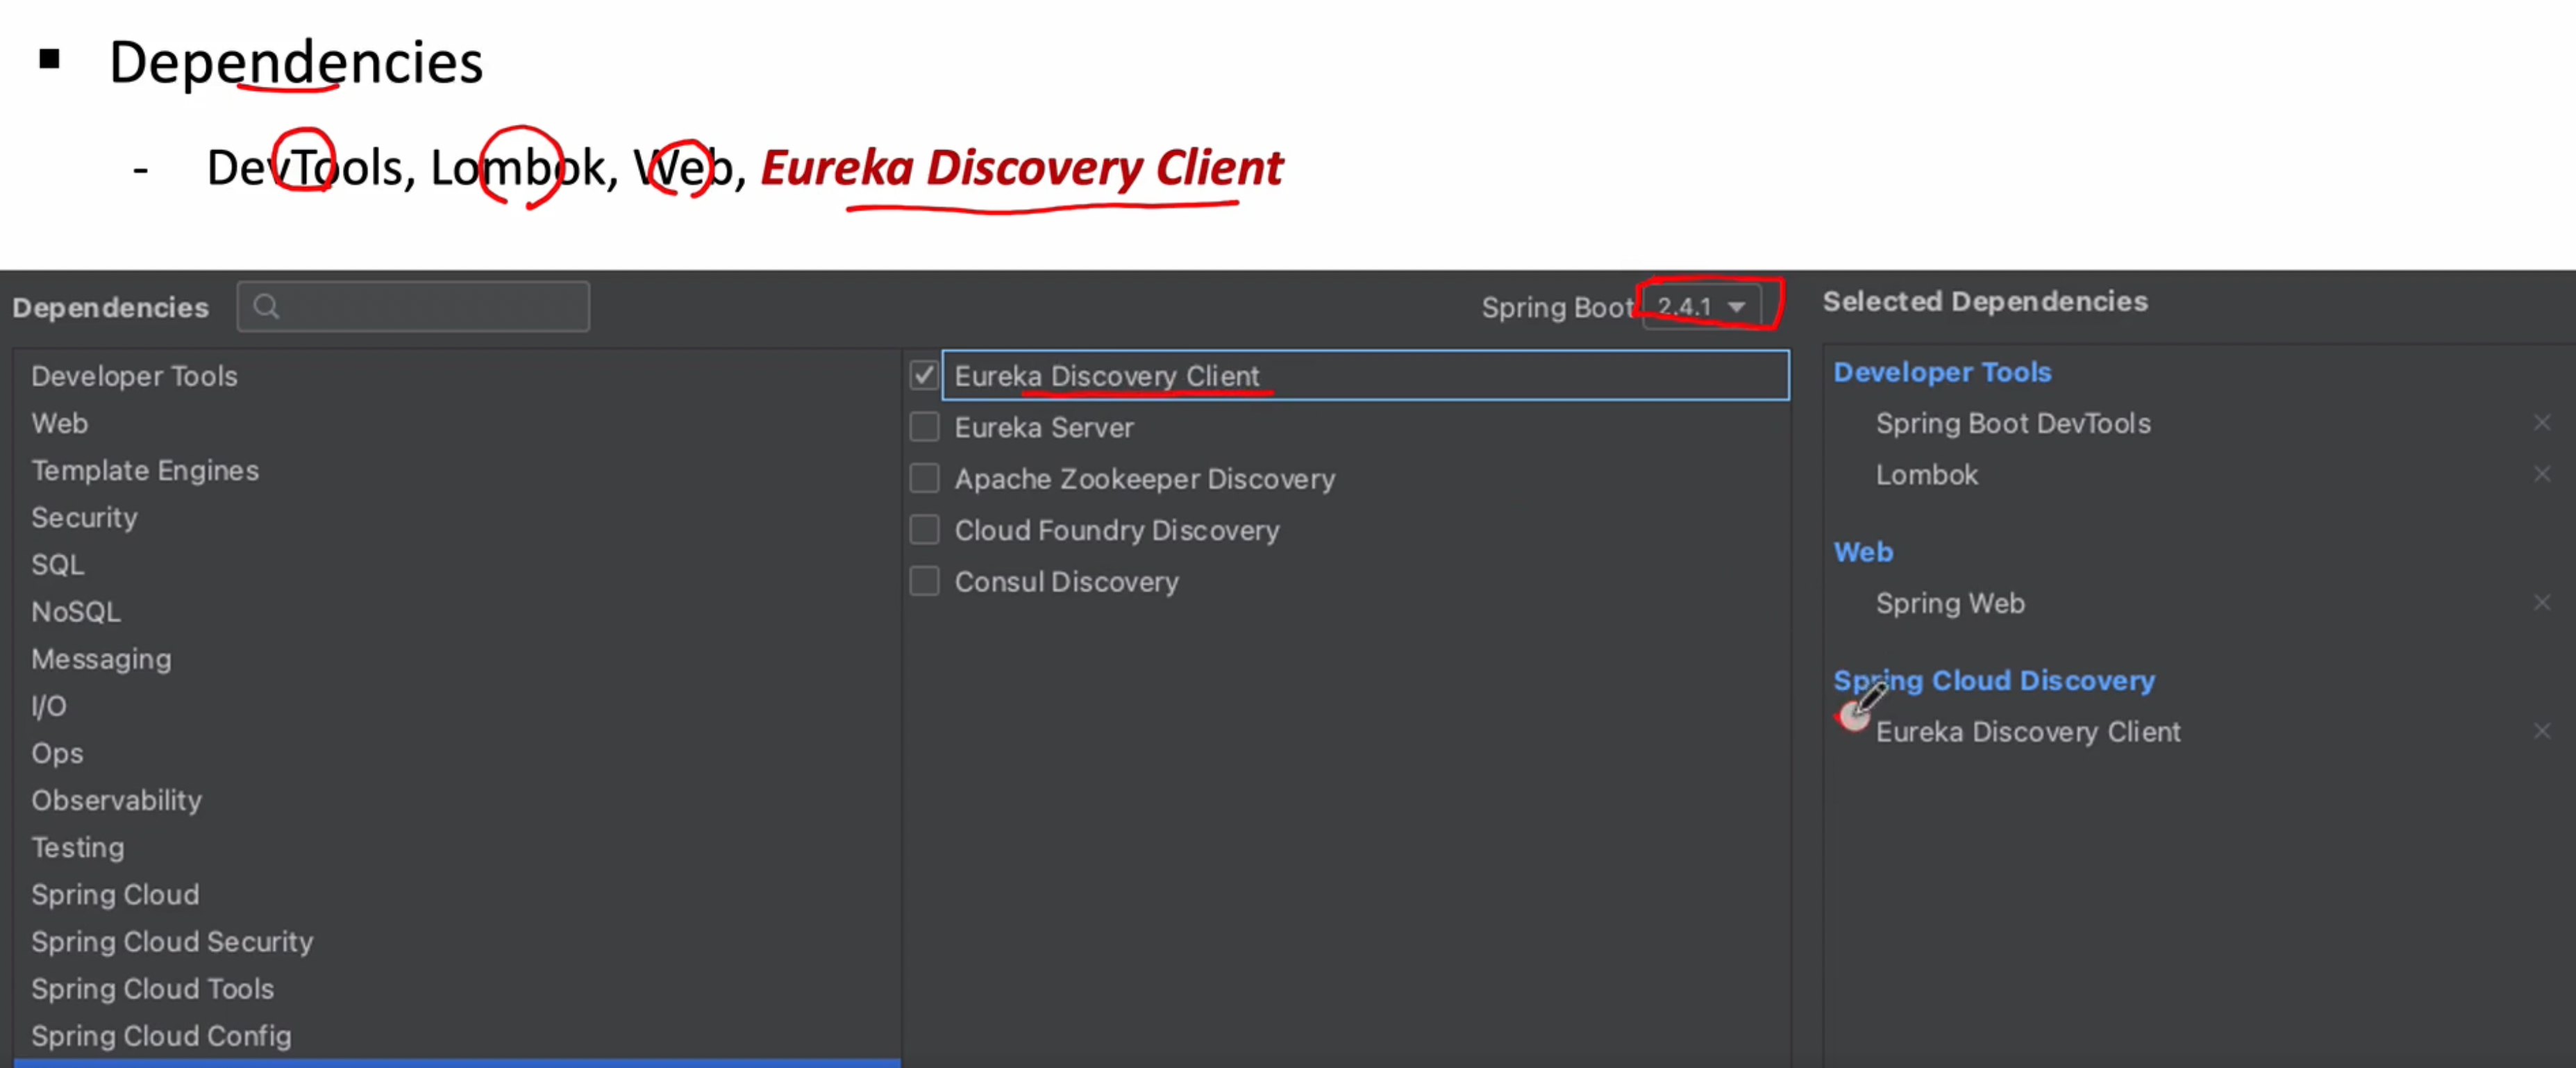 Dependencies
- DevTools, Lombok, Web, Eureka Discovery Client
Dependencies
Spring Boot 2.4.1
Selected Dependencies
Developer Tools
Web
Template Engines
Security
SQL
NoSQL
Messaging
I/O
Ops
Observability
Testing
Spring Cloud
Spring Cloud Security
Spring Cloud Tools
Spring Cloud Config
Eureka Discovery Client
Eureka Server
Apache Zookeeper Discovery
Cloud Foundry Discovery
Consul Discovery
Developer Tools
Spring Boot DevTools
Lombok
Web
Spring Web
Spring Cloud Discovery
Eureka Discovery Client